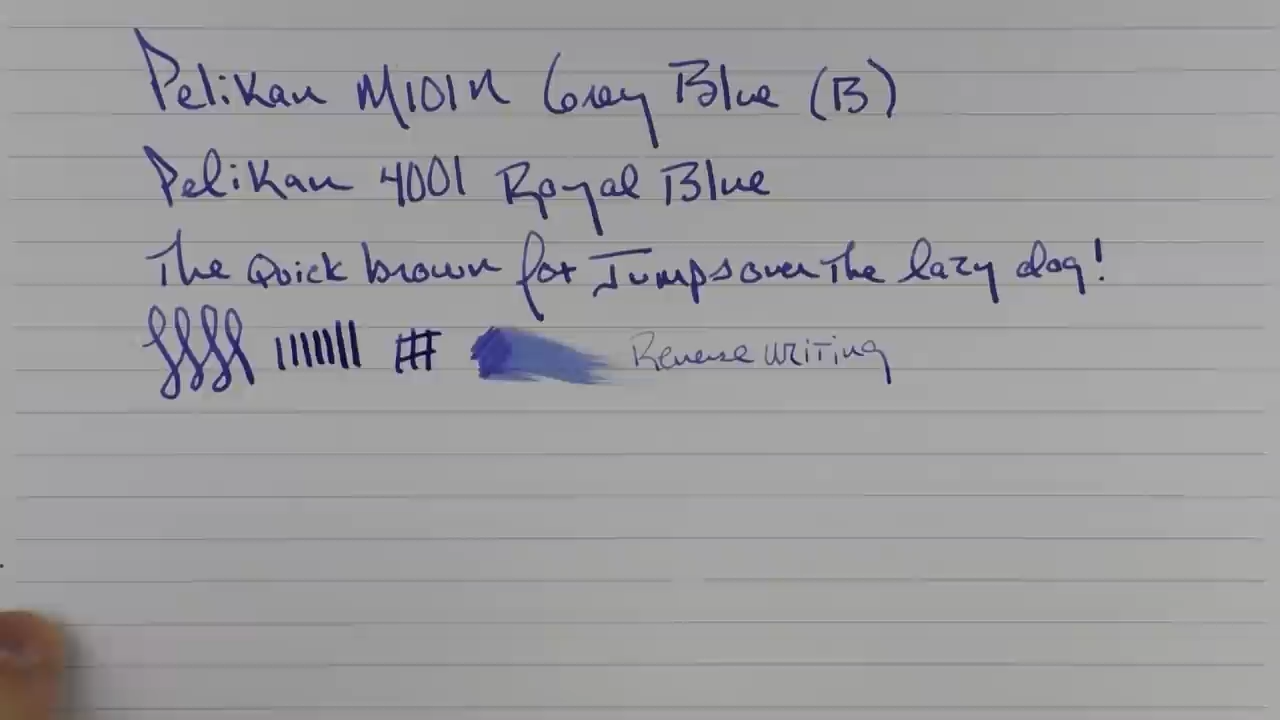 Pelikan M101N Grey Blue (B)
Pelikan 4001 Royal Blue
The Quick brown fox Jumps over The lazy dog!
Reverse writing